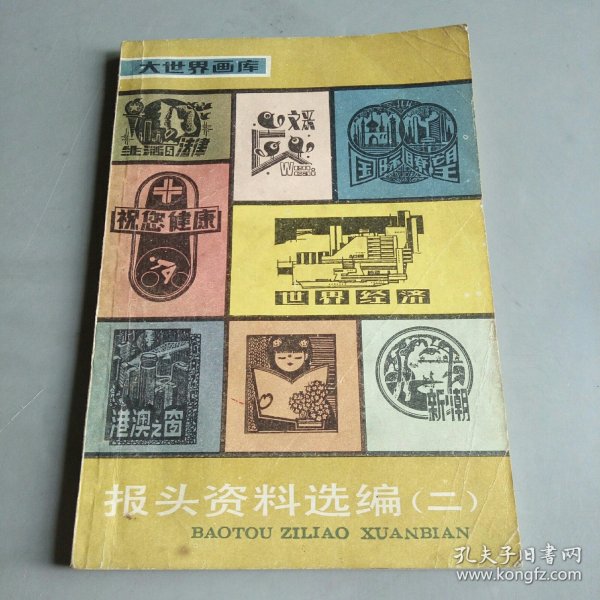 大世界画库
生活与法律
文娱
Wenyu
国际瞭望
祝您健康
世界经济
港澳之窗
新潮
报头资料选编(二)
BAOTOU ZILIAO XUANBIAN
孔夫子旧书网
www.kongfz.com